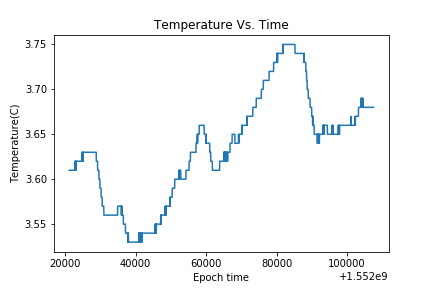 Temperature Vs. Time
3.75
3.70
3.65
3.60
3.55
Temperature(C)
20000 40000 60000 80000 100000
Epoch time
+1.552e9